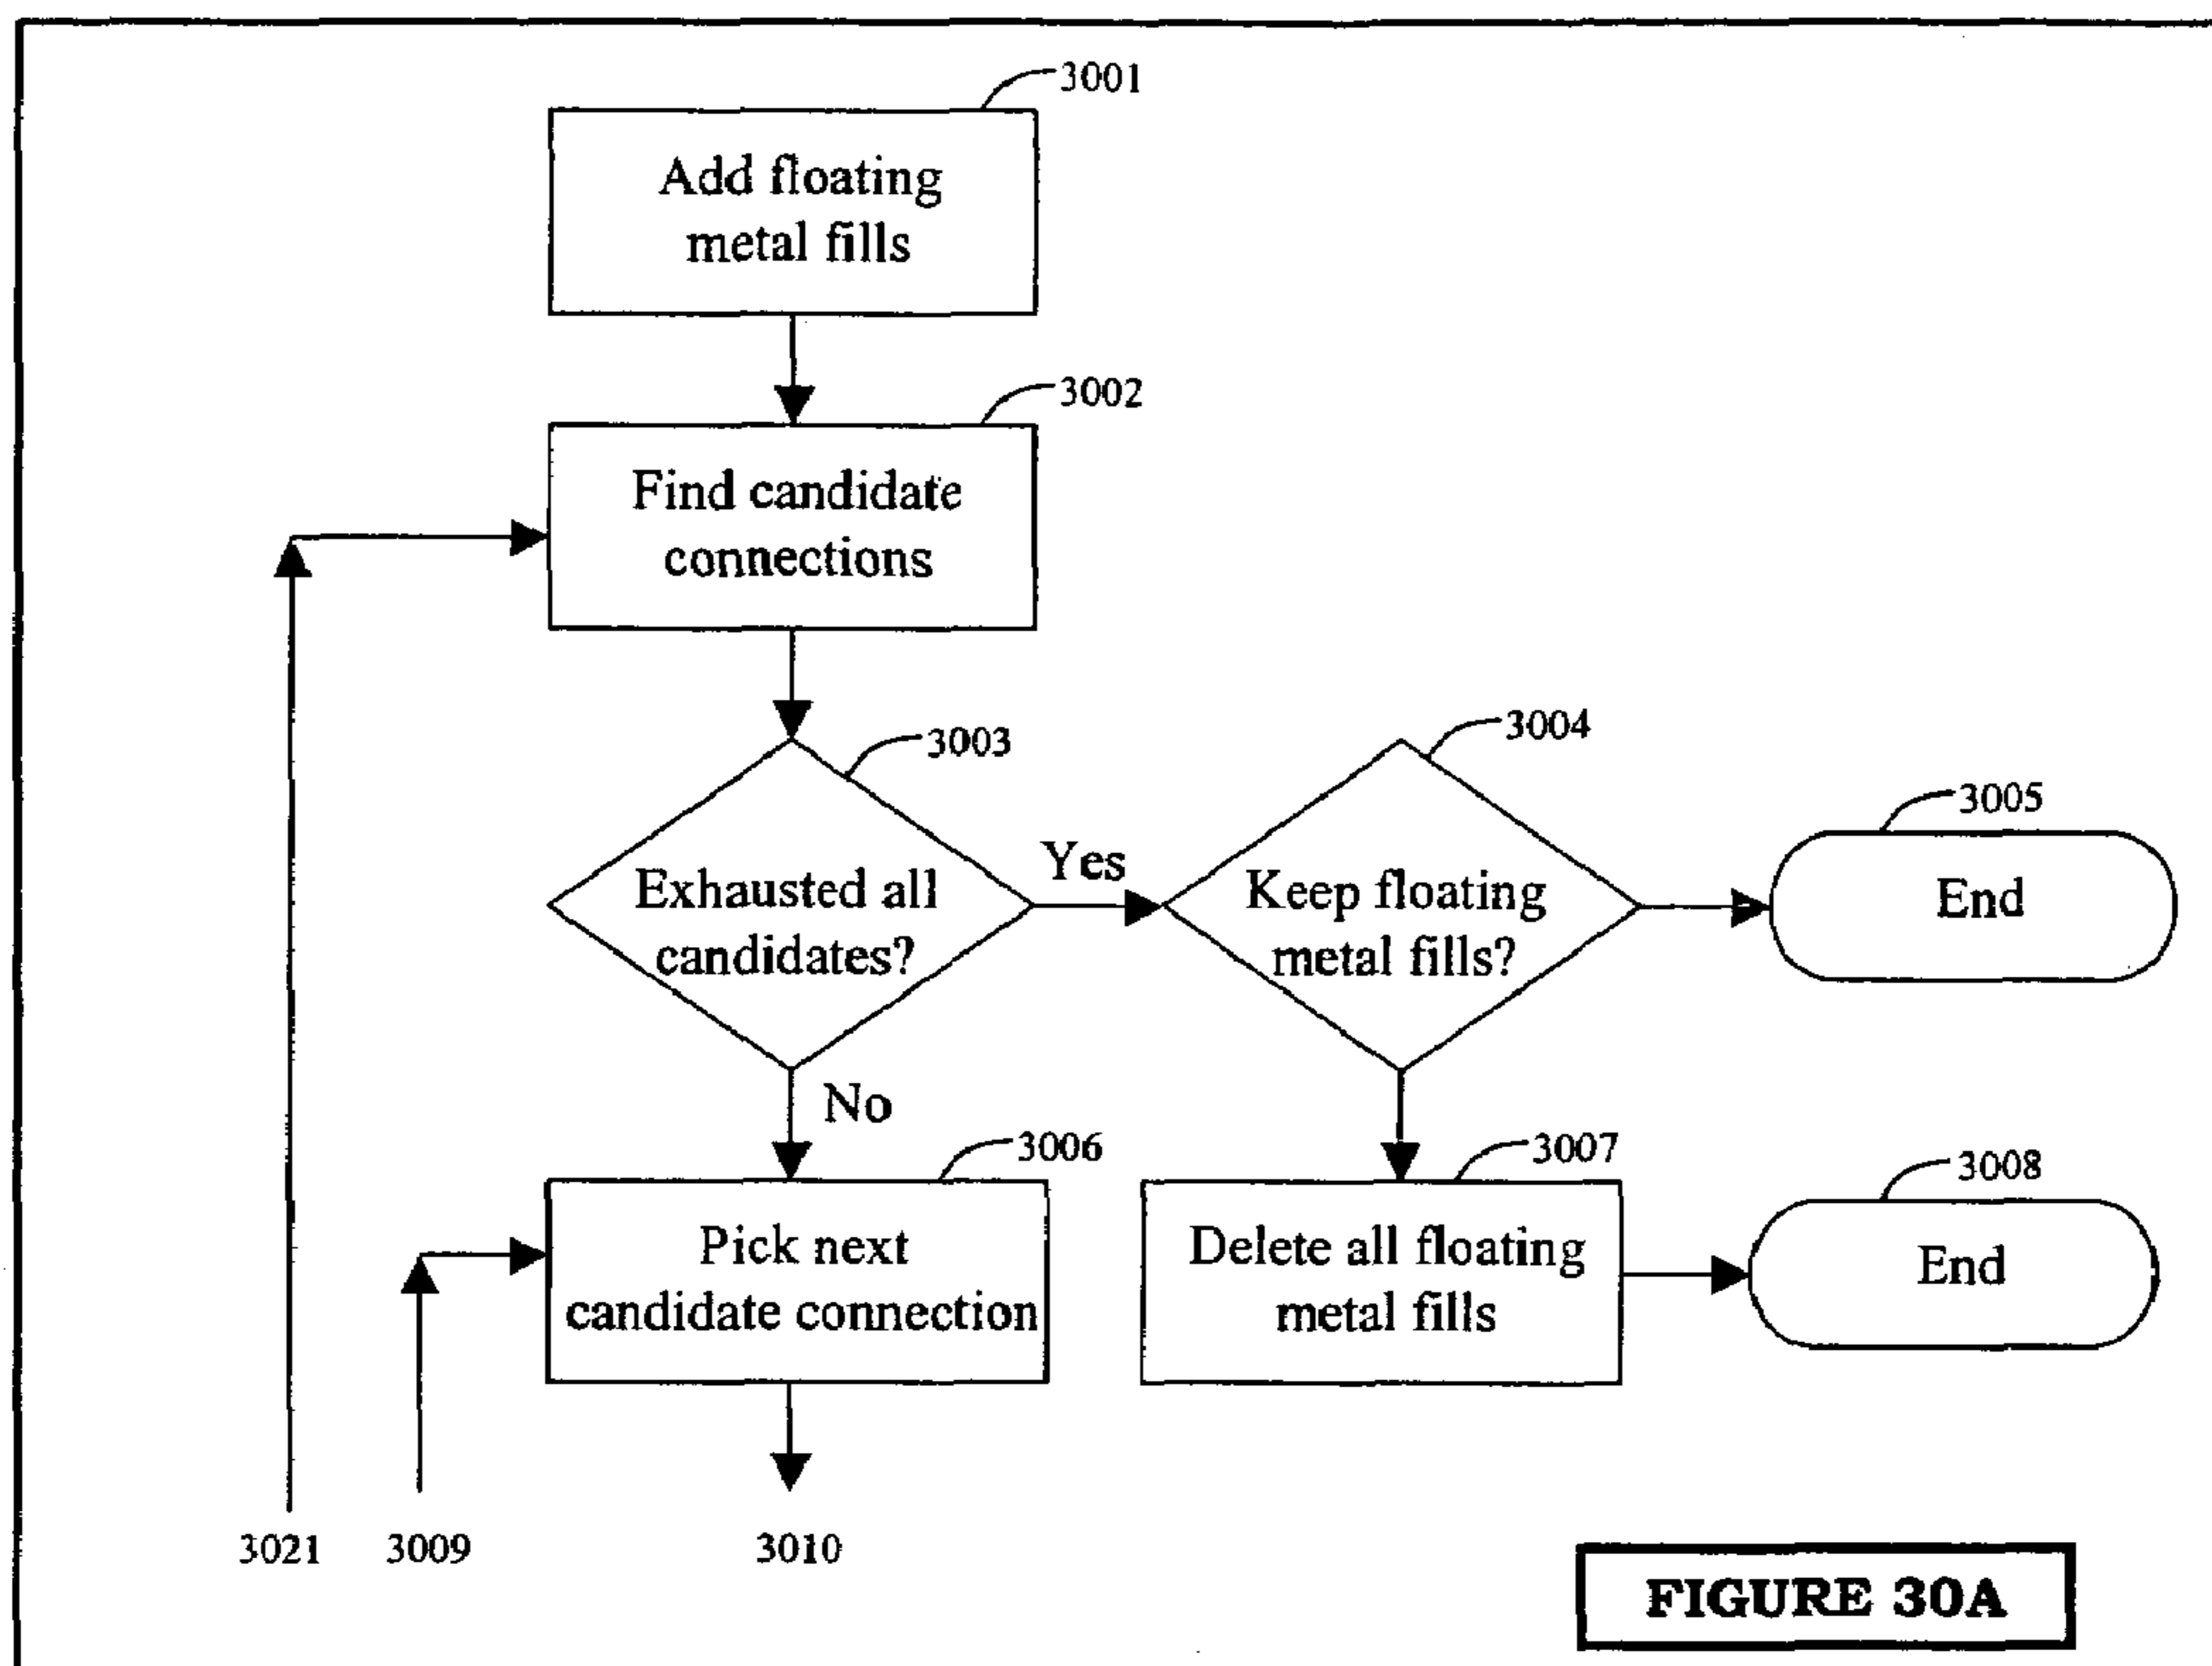 3001
Add floating
metal fills
3002
Find candidate
connections
3003
Exhausted all
candidates?
Yes
3004
Keep floating
metal fills?
3005
End
No
3006
Pick next
candidate connection
3007
Delete all floating
metal fills
3008
End
3021
3009
3010
FIGURE 30A